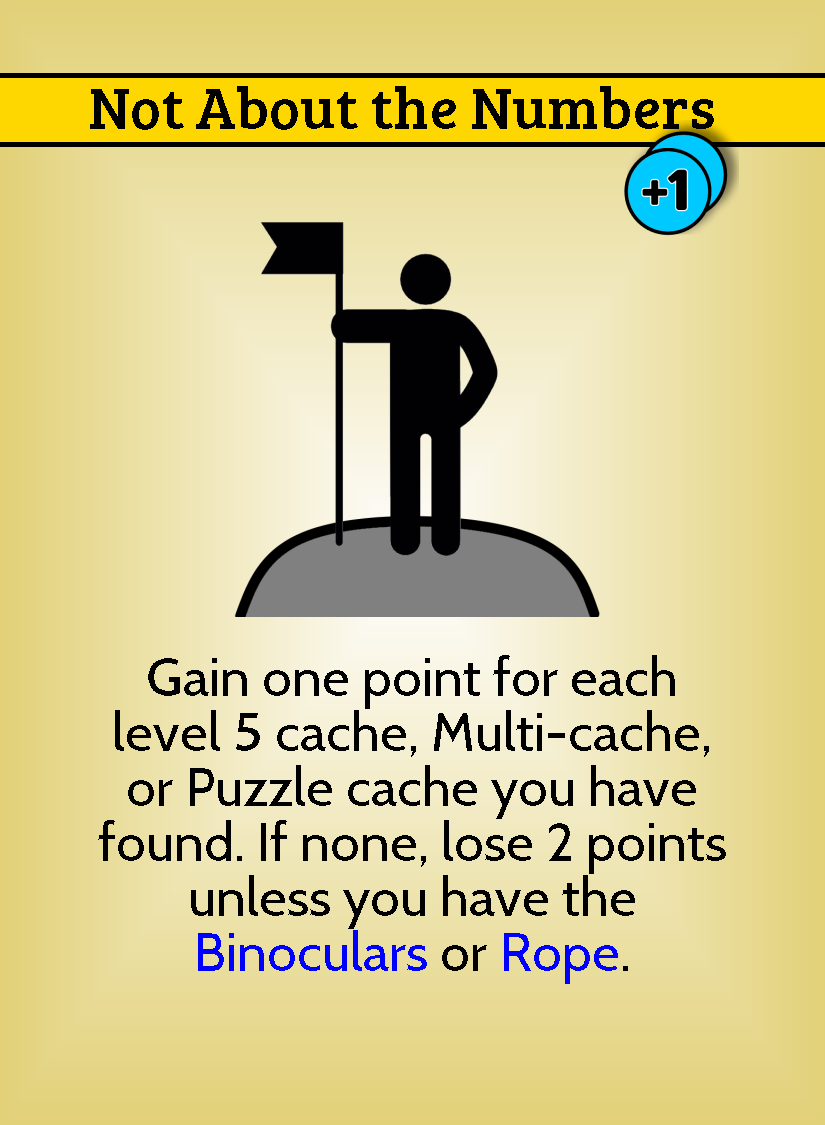 Not About the Numbers
+1
Gain one point for each
level 5 cache, Multi-cache,
or Puzzle cache you have
found. If none, lose 2 points
unless you have the
Binoculars or Rope.